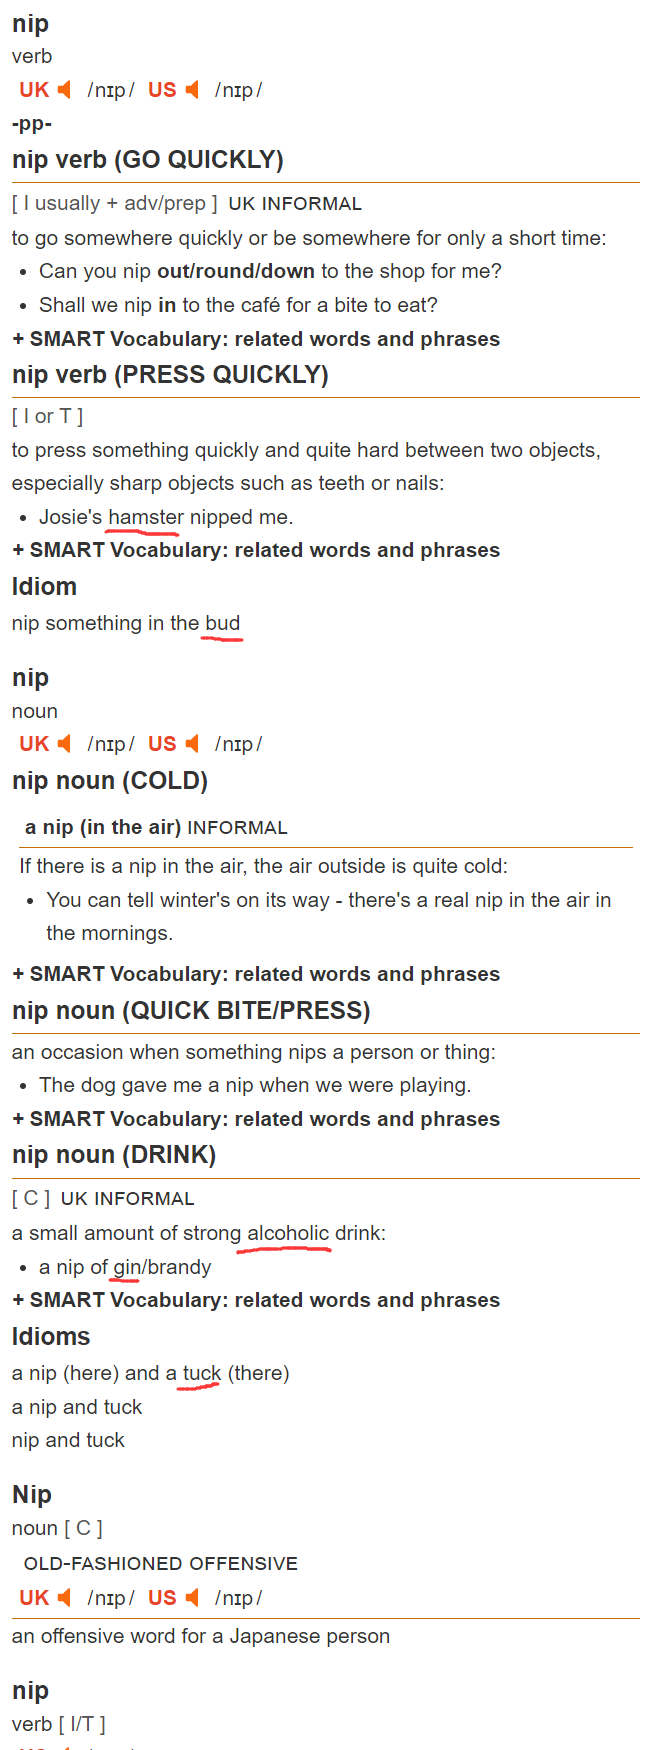 nip
verb
UK /nɪp/ US /nɪp/
-pp-
nip verb (GO QUICKLY)
[ I usually + adv/prep ] UK INFORMAL
to go somewhere quickly or be somewhere for only a short time:
• Can you nip out/round/down to the shop for me?
• Shall we nip in to the café for a bite to eat?
+ SMART Vocabulary: related words and phrases
nip verb (PRESS QUICKLY)
[ I or T ]
to press something quickly and quite hard between two objects,
especially sharp objects such as teeth or nails:
• Josie's hamster nipped me.
+ SMART Vocabulary: related words and phrases
Idiom
nip something in the bud
nip
noun
UK /nɪp/ US /nɪp/
nip noun (COLD)
a nip (in the air) INFORMAL
If there is a nip in the air, the air outside is quite cold:
• You can tell winter's on its way - there's a real nip in the air in
the mornings.
+ SMART Vocabulary: related words and phrases
nip noun (QUICK BITE/PRESS)
an occasion when something nips a person or thing:
• The dog gave me a nip when we were playing.
+ SMART Vocabulary: related words and phrases
nip noun (DRINK)
[ C ] UK INFORMAL
a small amount of strong alcoholic drink:
• a nip of gin/brandy
+ SMART Vocabulary: related words and phrases
Idioms
a nip (here) and a tuck (there)
a nip and tuck
nip and tuck
Nip
noun [ C ]
OLD-FASHIONED OFFENSIVE
UK /nɪp/ US /nɪp/
an offensive word for a Japanese person
nip
verb [ I/T ]